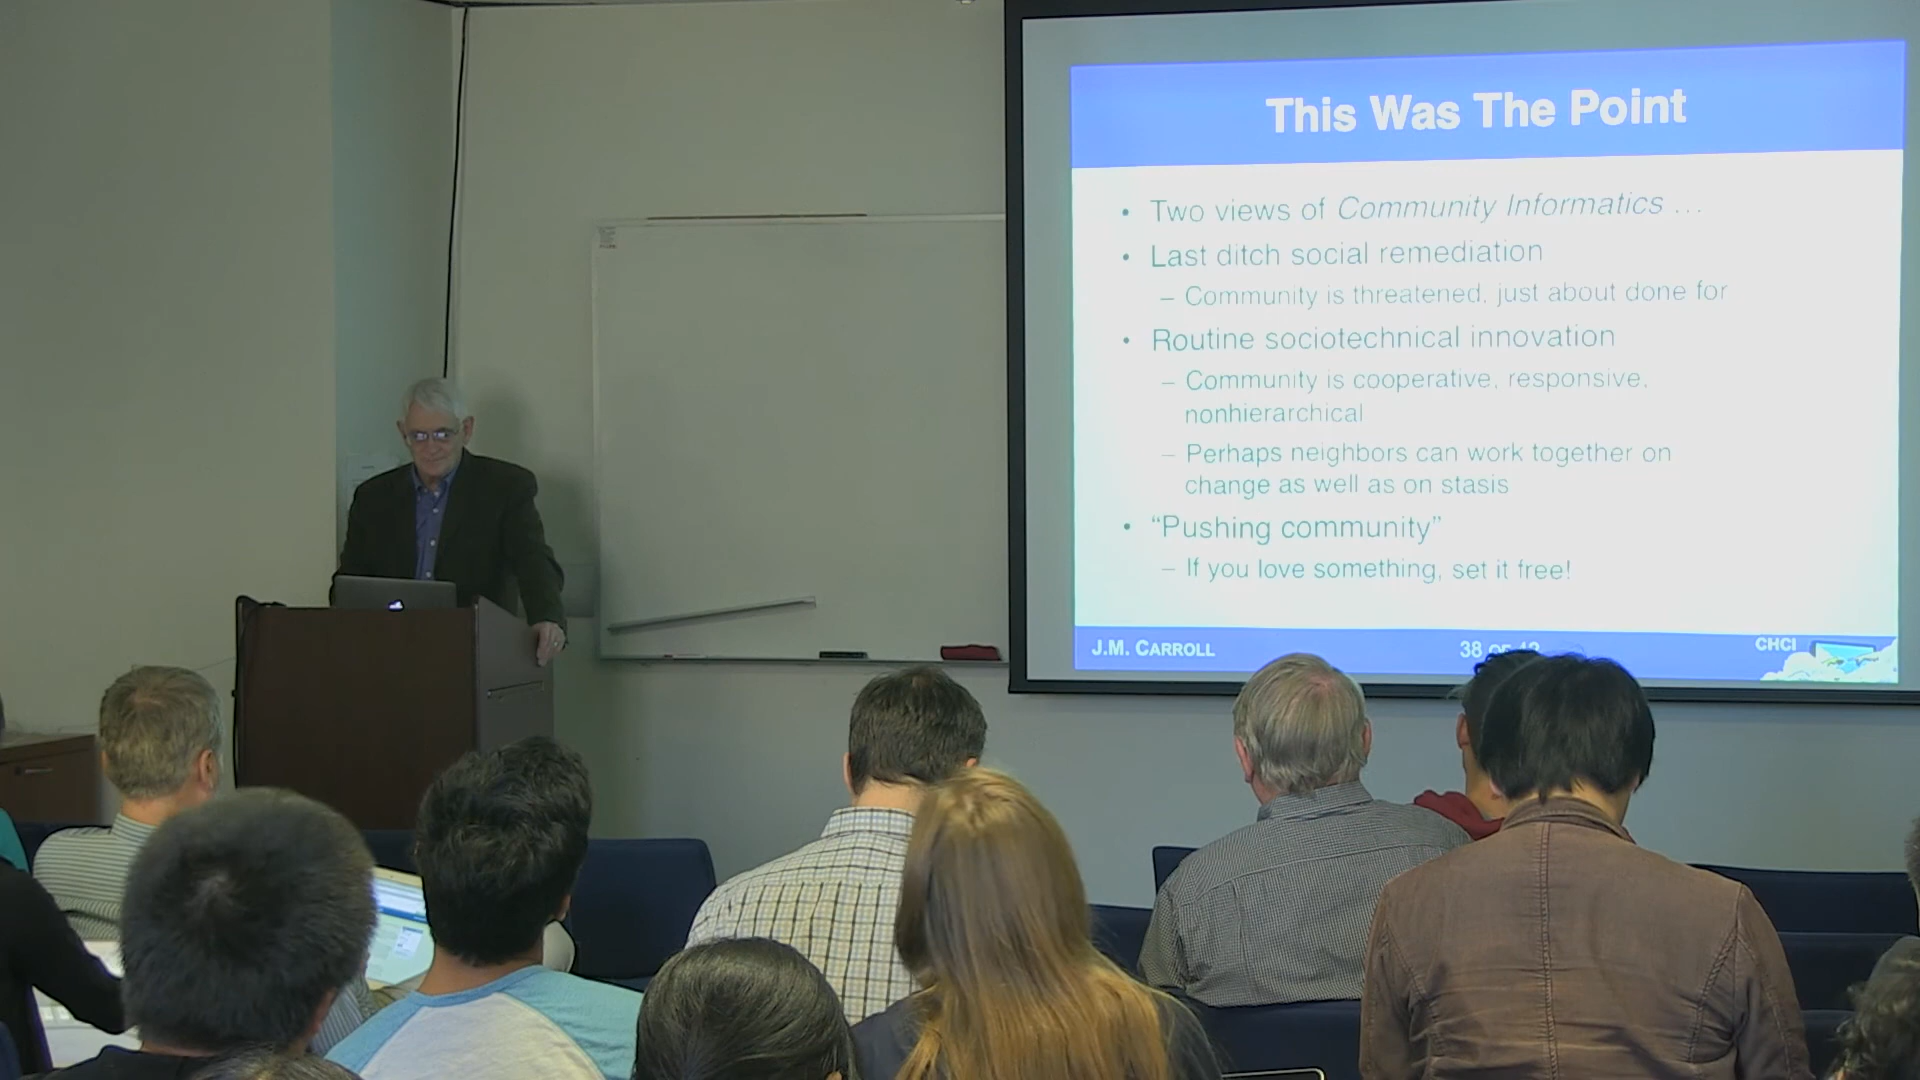 This Was The Point
• Two views of Community Informatics ...
• Last ditch social remediation
– Community is threatened, just about done for
• Routine sociotechnical innovation
– Community is cooperative, responsive,
nonhierarchical
– Perhaps neighbors can work together on
change as well as on stasis
• “Pushing community”
– If you love something, set it free!
J.M. CARROLL
38 OF
CHCI